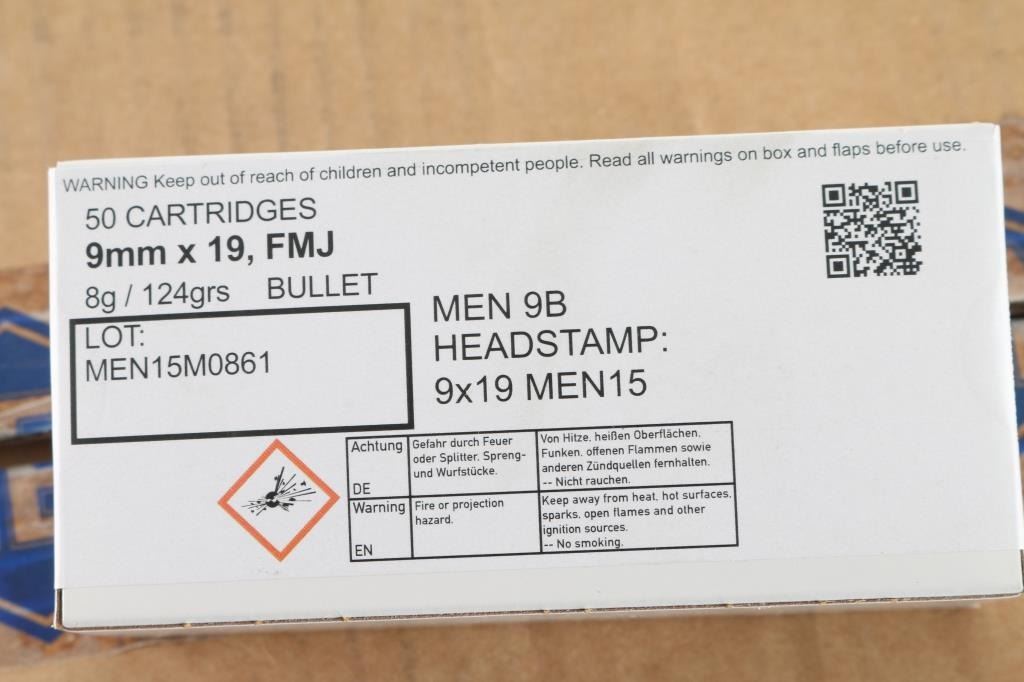 WARNING Keep out of reach of children and incompetent people. Read all warnings on box and flaps before use.
50 CARTRIDGES
9mm x 19, FMJ
8g / 124grs BULLET
LOT:
MEN15M0861
MEN 9B
HEADSTAMP:
9x19 MEN15
Achtung
DE
Gefahr durch Feuer
oder Splitter, Spreng-
und Wurfstücke.
Von Hitze, heißen Oberflächen,
Funken, offenen Flammen sowie
anderen Zündquellen fernhalten.
-- Nicht rauchen.
Warning
EN
Fire or projection
hazard.
Keep away from heat, hot surfaces,
sparks, open flames and other
ignition sources.
-- No smoking.